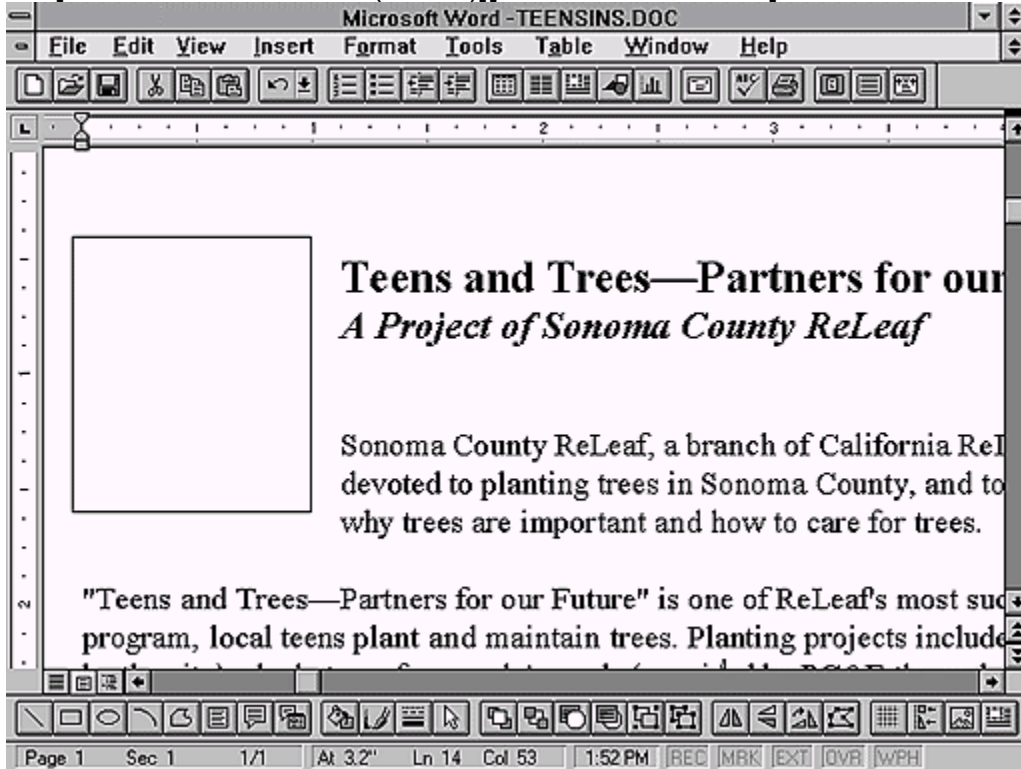 Microsoft Word - TEENSINS.DOC
File Edit View Insert Format Tools Table Window Help
1 2 3
Teens and Trees—Partners for our
A Project of Sonoma County ReLeaf
Sonoma County ReLeaf, a branch of California Rel
devoted to planting trees in Sonoma County, and to
why trees are important and how to care for trees.
"Teens and Trees—Partners for our Future" is one of ReLeaf's most suc
program, local teens plant and maintain trees. Planting projects include
Page 1 Sec 1 1/1 At 3.2" Ln 14 Col 53 1:52 PM REC MRK EXT OVR WPH